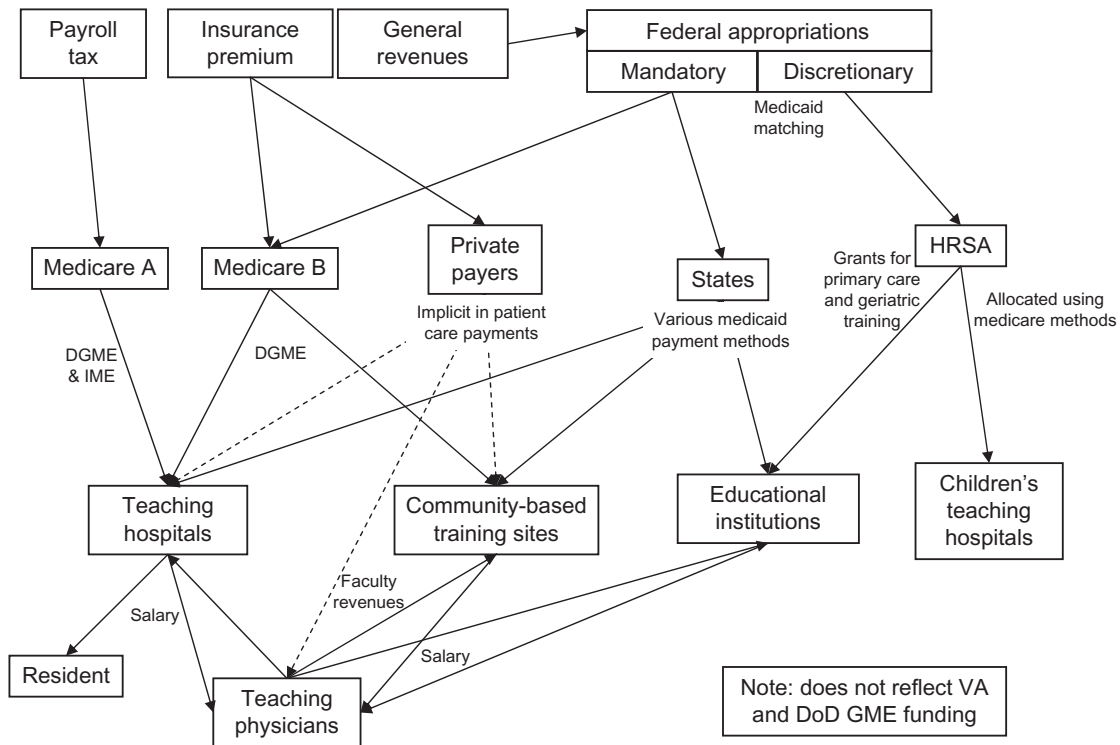 Payroll
tax
Insurance
premium
General
revenues
Federal appropriations
Mandatory
Discretionary
Medicaid
matching
Medicare A
Medicare B
Private
payers
States
HRSA
Grants for
primary care
and geriatric
training
Allocated using
medicare methods
Implicit in patient
care payments
Various medicaid
payment methods
DGME
& IME
DGME
Teaching
hospitals
Community-based
training sites
Educational
institutions
Children's
teaching
hospitals
Faculty
revenues
Salary
Salary
Resident
Teaching
physicians
Note: does not reflect VA
and DoD GME funding